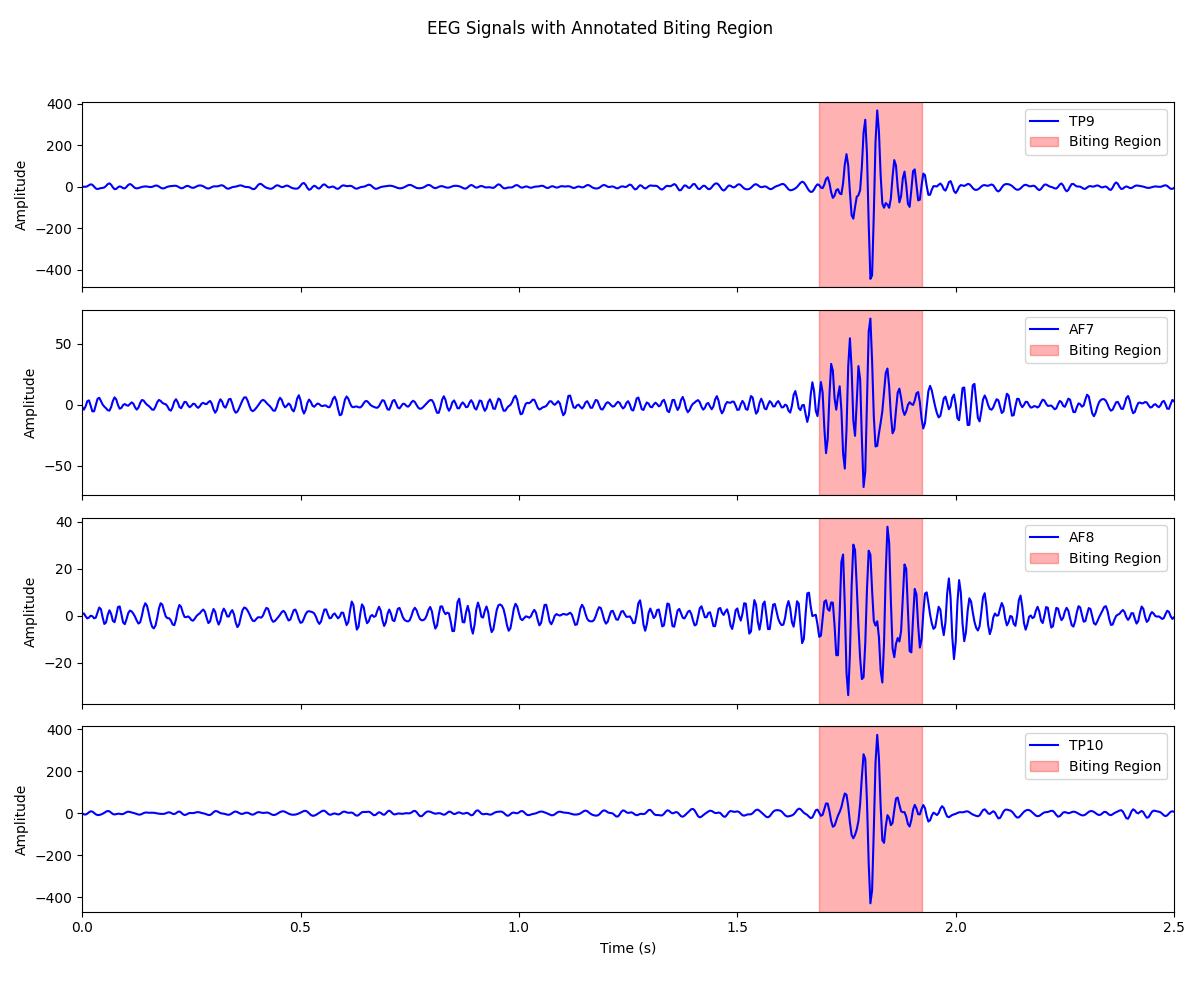 EEG Signals with Annotated Biting Region
400
200
0
−200
−400
Amplitude
TP9
Biting Region
50
0
−50
Amplitude
AF7
Biting Region
40
20
0
−20
Amplitude
AF8
Biting Region
400
200
0
−200
−400
Amplitude
TP10
Biting Region
0.0 0.5 1.0 1.5 2.0 2.5
Time (s)